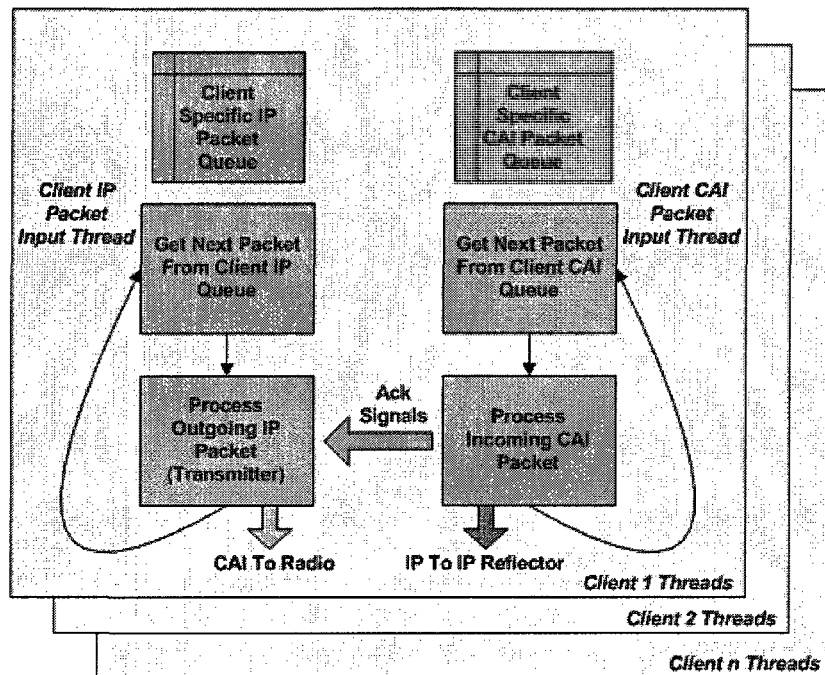 Client
Specific IP
Packet
Queue
Client
Specific
CAI Packet
Queue
Client IP
Packet
Input Thread
Client CAI
Packet
Input Thread
Get Next Packet
From Client IP
Queue
Get Next Packet
From Client CAI
Queue
Process
Outgoing IP
Packet
(Transmitter)
Ack
Signals
Process
Incoming CAI
Packet
CAI To Radio
IP To IP Reflector
Client 1 Threads
Client 2 Threads
Client n Threads